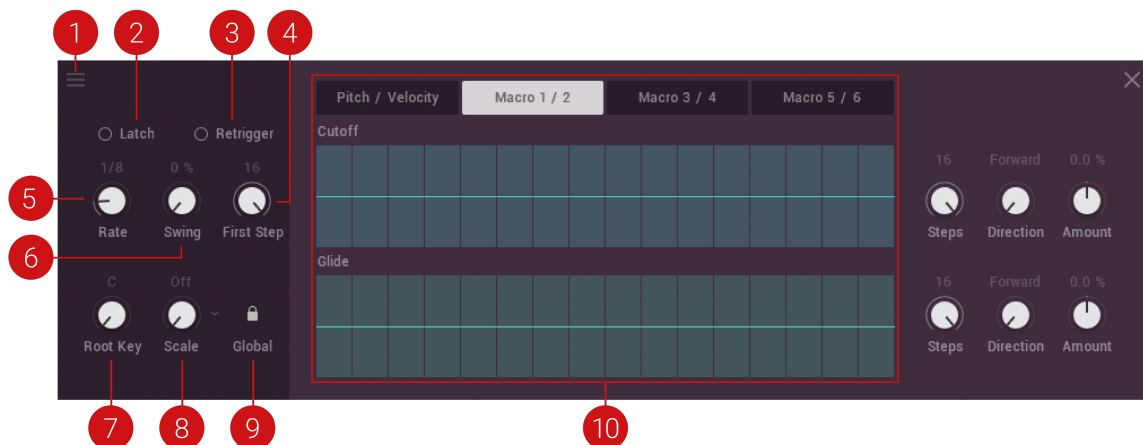 1 2 3 4
Pitch / Velocity Macro 1 / 2 Macro 3 / 4 Macro 5 / 6
Latch Retrigger
Cutoff
1/8 0 % 16
16 Forward 0.0 %
5
Rate Swing First Step
Steps Direction Amount
6
Glide
C Off
16 Forward 0.0 %
Root Key Scale Global
Steps Direction Amount
7 8 9 10